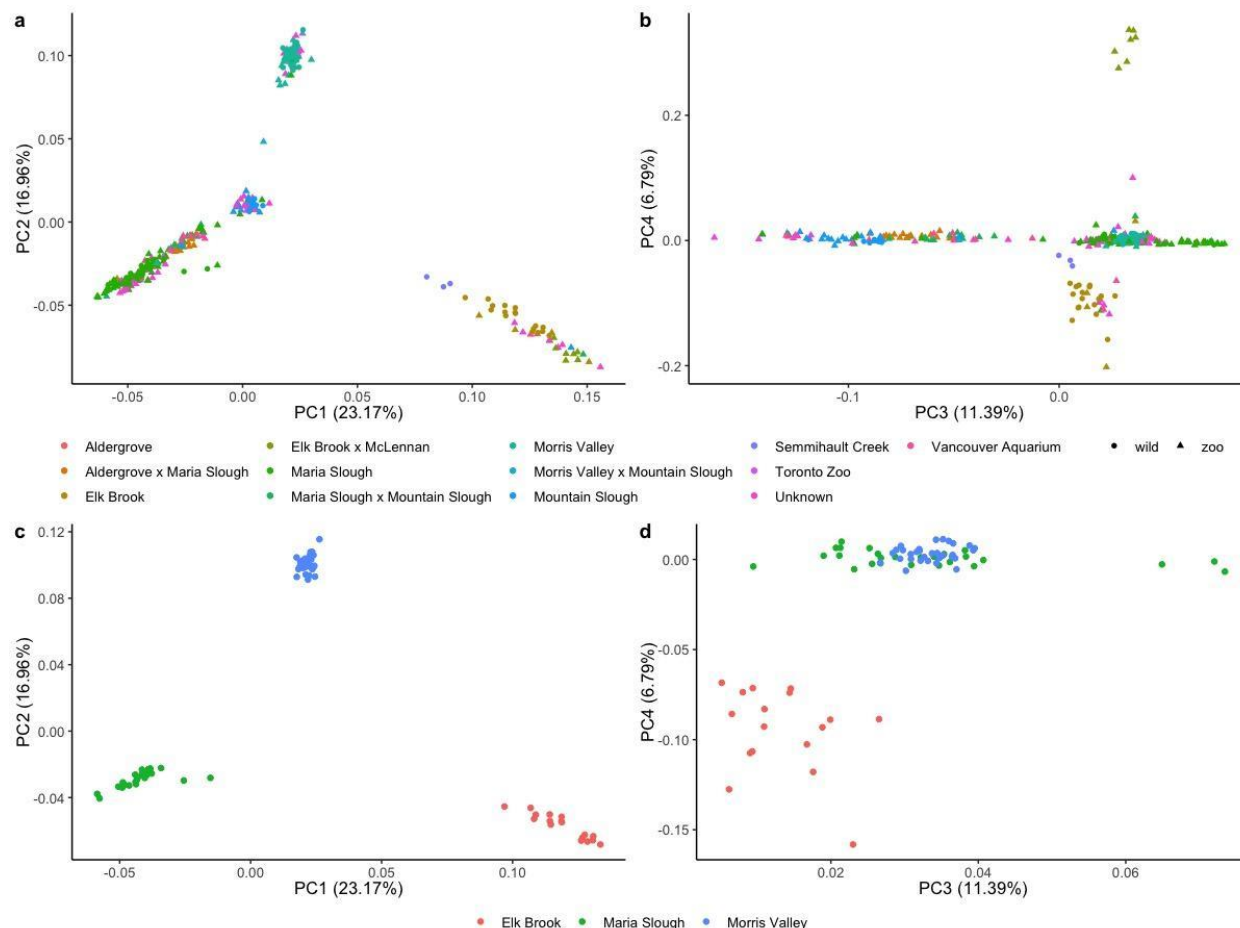 a
b
0.10
0.05
0.00
-0.05
PC2 (16.96%)
-0.05
0.00
0.05
0.10
0.15
PC1 (23.17%)
0.2
0.0
-0.2
PC4 (6.79%)
-0.1
0.0
PC3 (11.39%)
Aldergrove
Aldergrove x Maria Slough
Elk Brook
Elk Brook x McLennan
Maria Slough
Maria Slough x Mountain Slough
Morris Valley
Morris Valley x Mountain Slough
Mountain Slough
Semmihault Creek
Toronto Zoo
Unknown
Vancouver Aquarium
wild
zoo
c
d
0.12
0.08
0.04
0.00
-0.04
PC2 (16.96%)
-0.05
0.00
0.05
0.10
PC1 (23.17%)
0.00
-0.05
-0.10
-0.15
PC4 (6.79%)
0.02
0.04
0.06
PC3 (11.39%)
Elk Brook
Maria Slough
Morris Valley